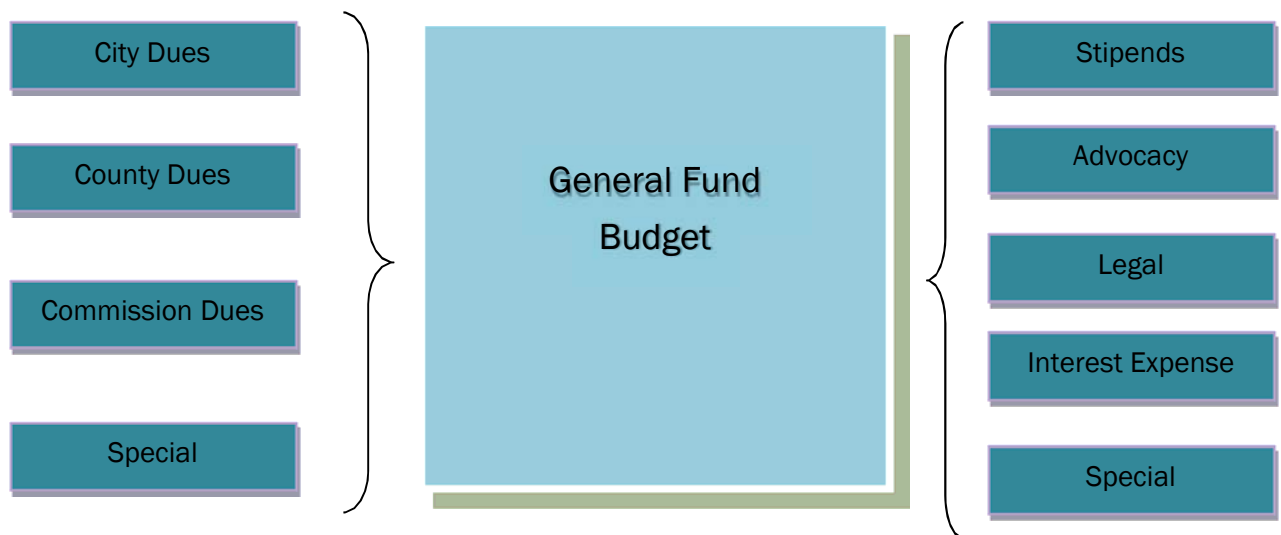 City Dues
County Dues
Commission Dues
Special
General Fund
Budget
Stipends
Advocacy
Legal
Interest Expense
Special